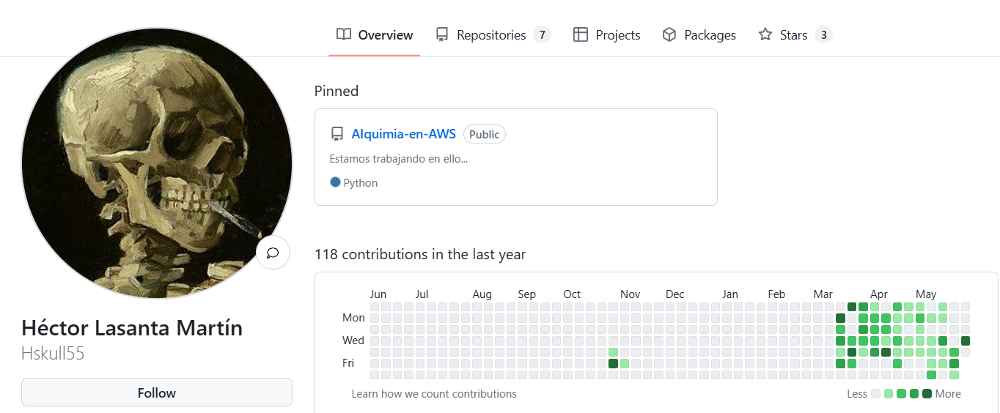 Overview Repositories 7 Projects Packages Stars 3
Pinned
Alquimia-en-AWS Public
Estamos trabajando en ello...
Python
118 contributions in the last year
Jun Jul Aug Sep Oct Nov Dec Jan Feb Mar Apr May
Mon
Wed
Fri
Learn how we count contributions
Less More
Héctor Lasanta Martín
Hskull55
Follow